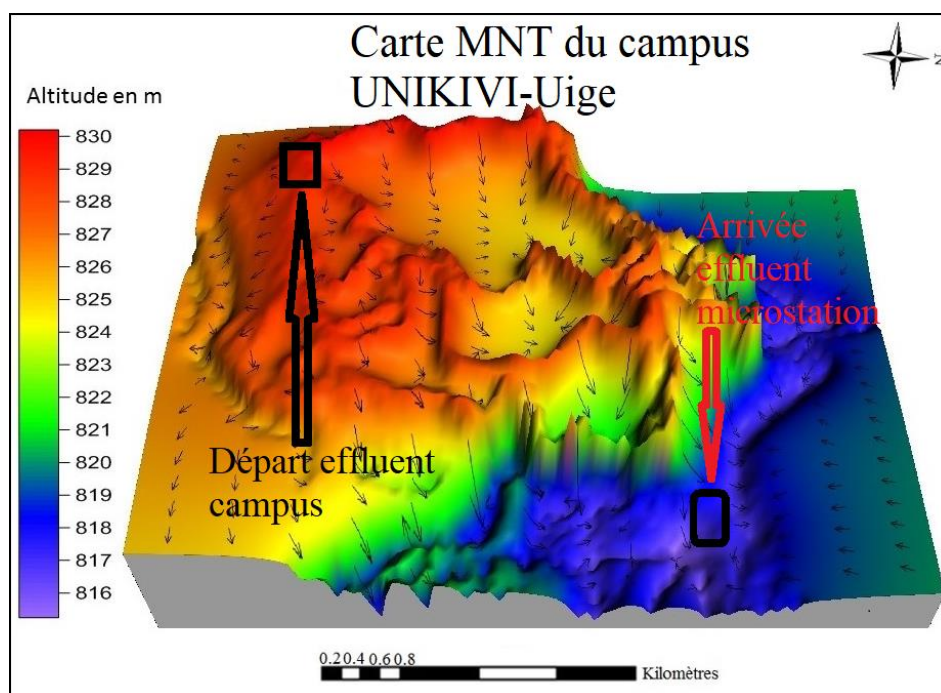 Carte MNT du campus
UNIKIVI-Uige
N
Altitude en m
830
829
828
827
826
825
824
823
822
821
820
819
818
817
816
Arrivée
effluent
microstation
Départ effluent
campus
0.2 0.4 0.6 0.8
Kilomètres